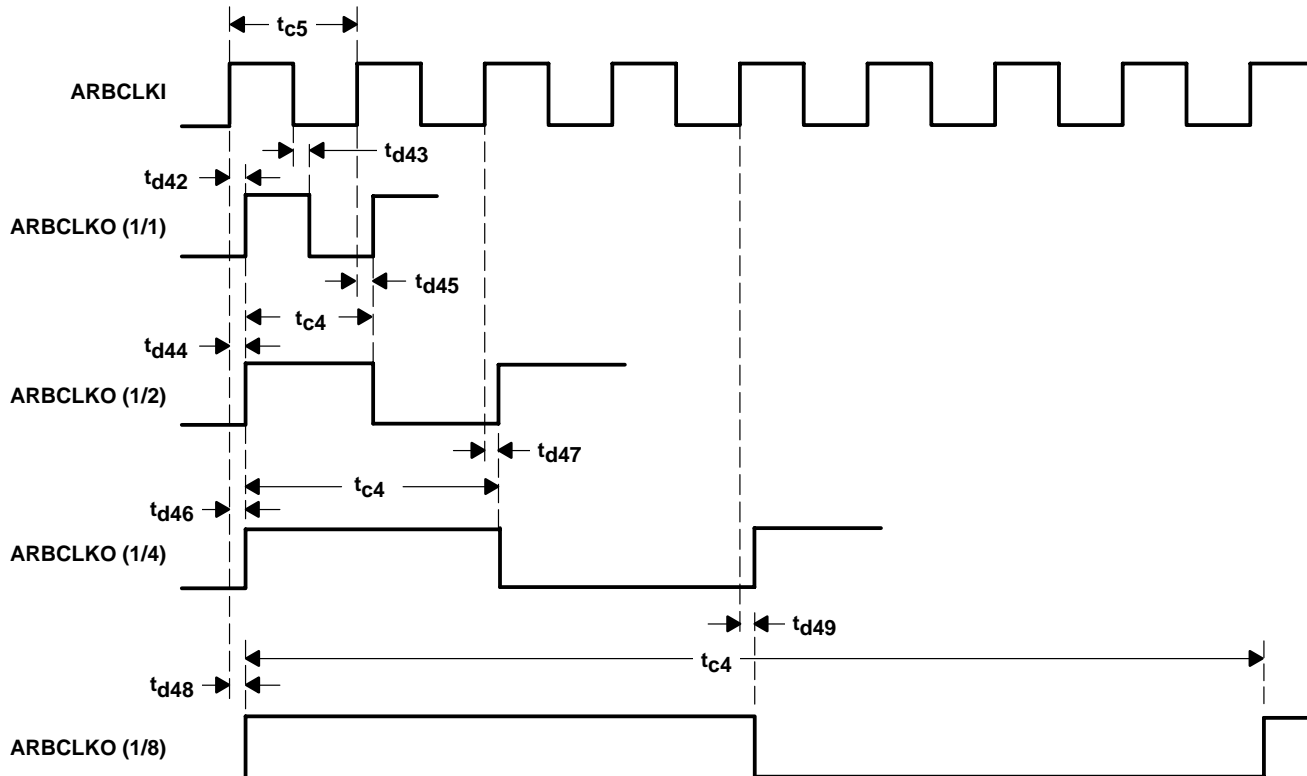 tc5
ARBCLKI
td43
td42
ARBCLKO (1/1)
td45
tc4
td44
ARBCLKO (1/2)
td47
tc4
td46
ARBCLKO (1/4)
td49
tc4
td48
ARBCLKO (1/8)